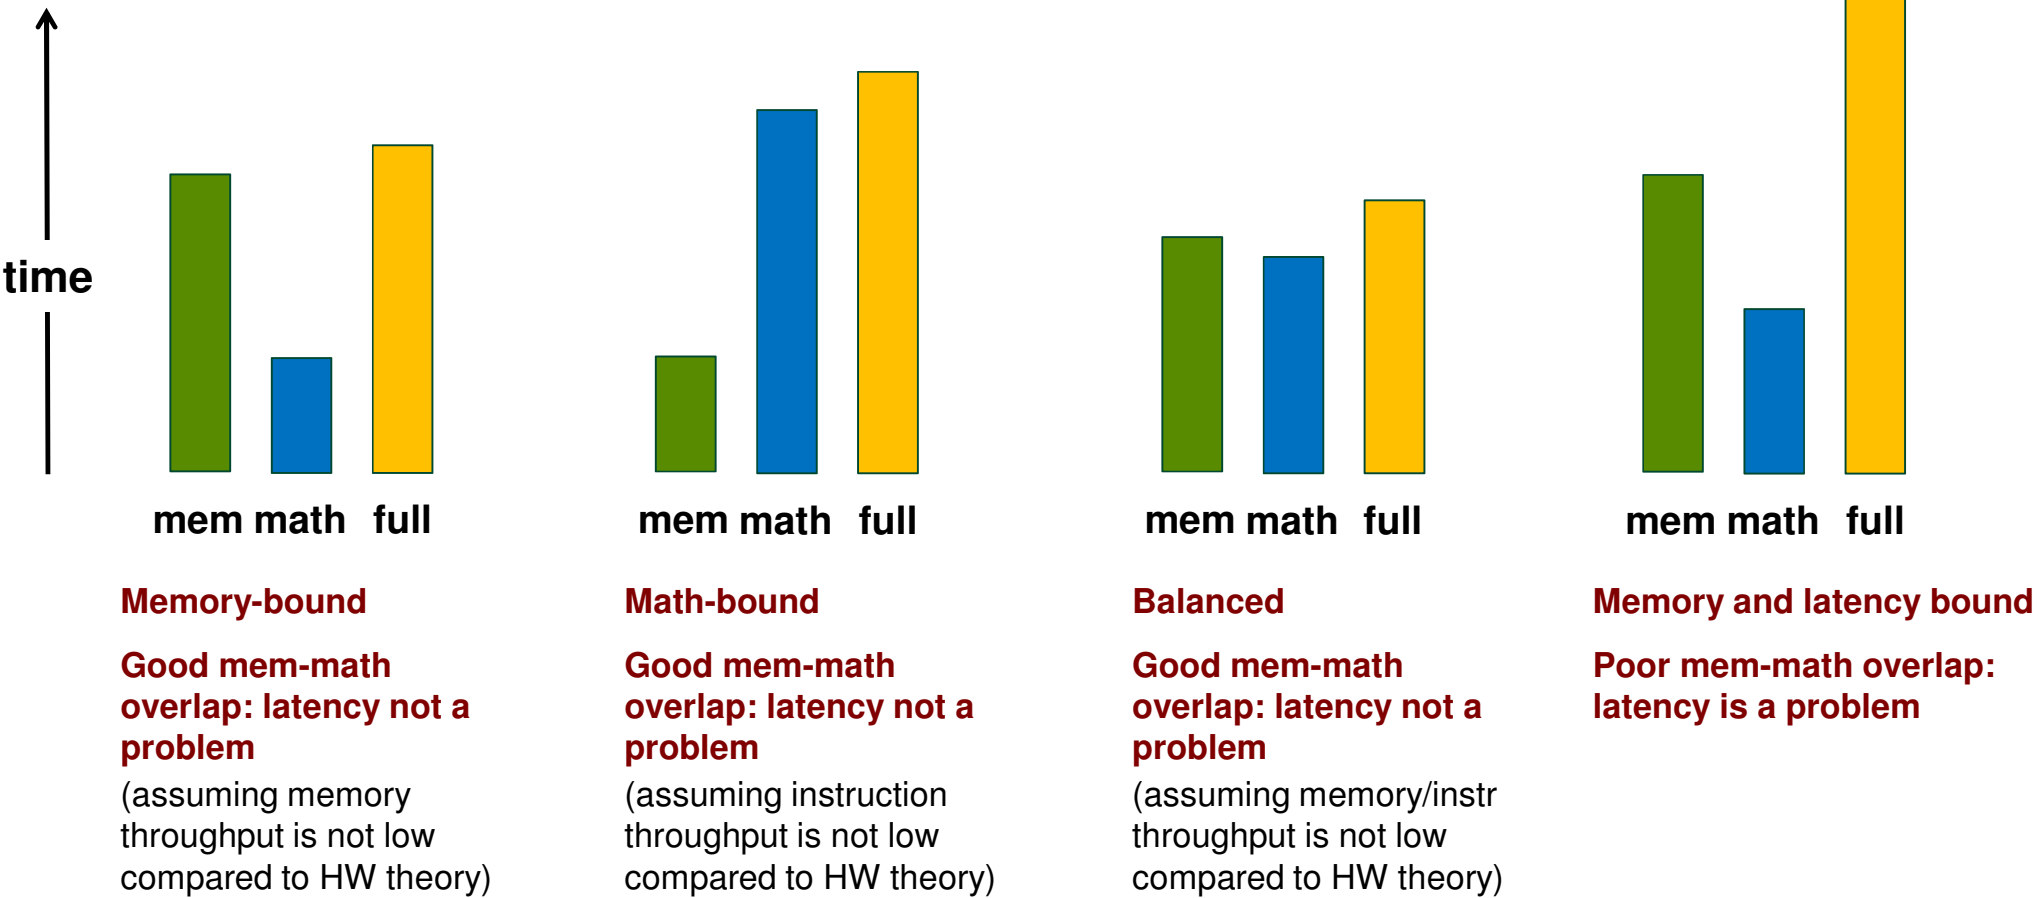 time
mem math full
mem math full
mem math full
mem math full
Memory-bound
Good mem-math
overlap: latency not a
problem
(assuming memory
throughput is not low
compared to HW theory)
Math-bound
Good mem-math
overlap: latency not a
problem
(assuming instruction
throughput is not low
compared to HW theory)
Balanced
Good mem-math
overlap: latency not a
problem
(assuming memory/instr
throughput is not low
compared to HW theory)
Memory and latency bound
Poor mem-math overlap:
latency is a problem